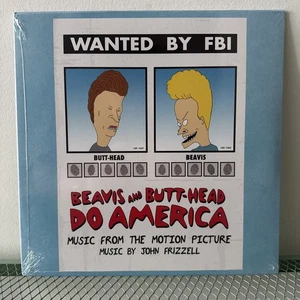 WANTED BY FBI
BUTT-HEAD BEAVIS
BEAVIS AND BUTT-HEAD
DO AMERICA
MUSIC FROM THE MOTION PICTURE
MUSIC BY JOHN FRIZZELL